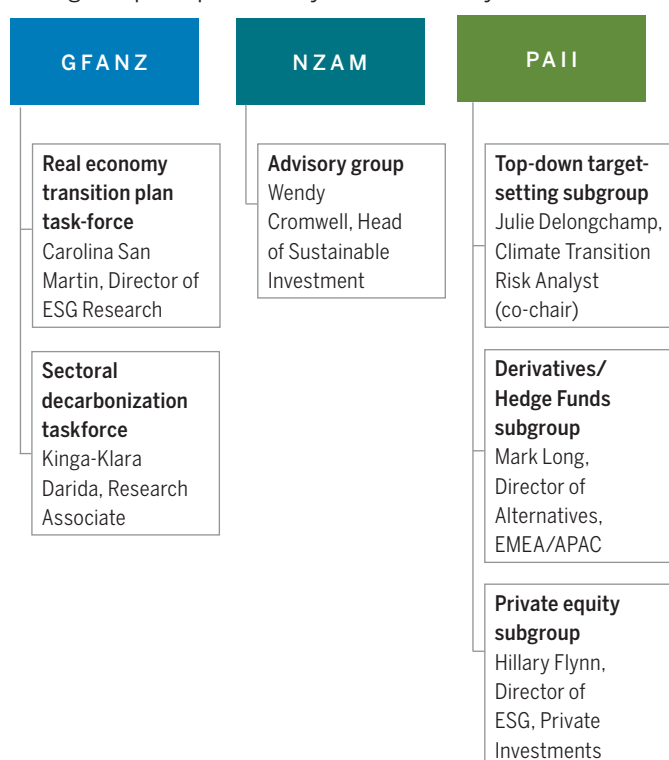 GFANZ
Real economy
transition plan
task-force
Carolina San
Martin, Director of
ESG Research
Sectoral
decarbonization
taskforce
Kinga-Klara
Darida, Research
Associate
NZAM
Advisory group
Wendy
Cromwell, Head
of Sustainable
Investment
PAII
Top-down target-
setting subgroup
Julie Delongchamp,
Climate Transition
Risk Analyst
(co-chair)
Derivatives/
Hedge Funds
subgroup
Mark Long,
Director of
Alternatives,
EMEA/APAC
Private equity
subgroup
Hillary Flynn,
Director of
ESG, Private
Investments